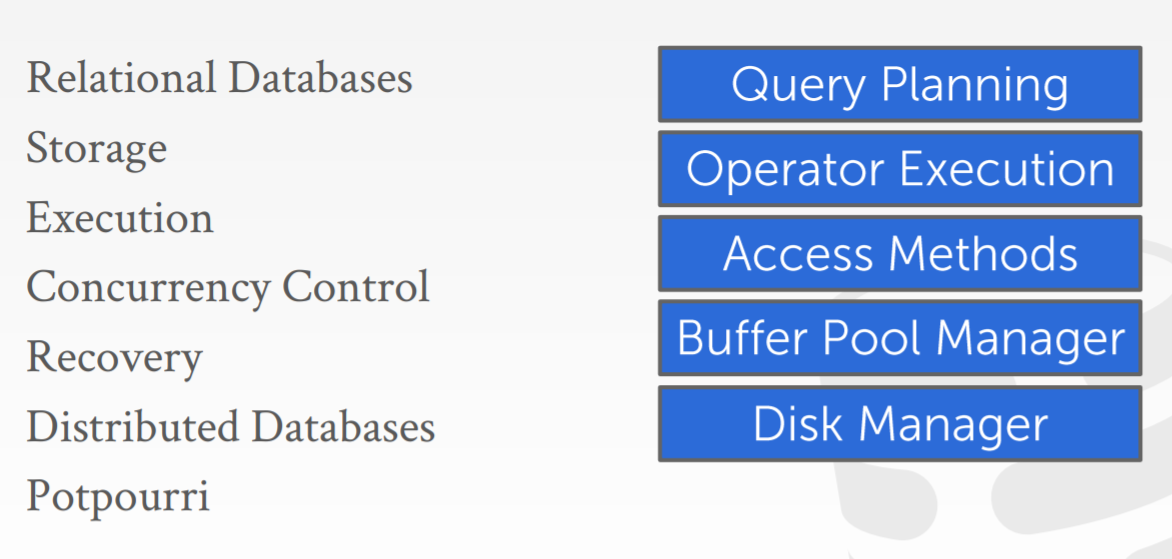 Relational Databases
Storage
Execution
Concurrency Control
Recovery
Distributed Databases
Potpourri
Query Planning
Operator Execution
Access Methods
Buffer Pool Manager
Disk Manager